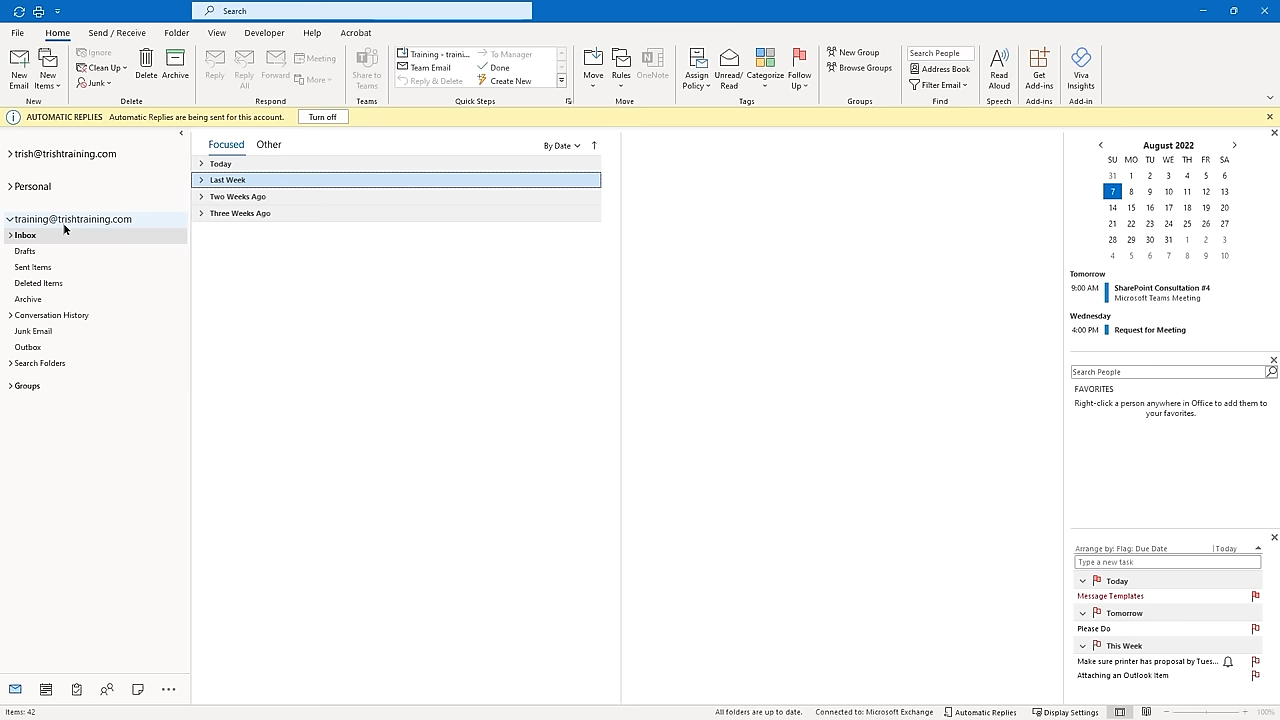 Search
File
Home
Send / Receive
Folder
View
Developer
Help
Acrobat
New Email
New Items
Ignore
Clean Up
Junk
Delete
Archive
Reply
Reply All
Forward
Meeting
More
Share to Teams
Training - traini...
Team Email
Reply & Delete
To Manager
Done
Create New
Move
Rules
OneNote
Assign Policy
Unread/ Read
Categorize
Follow Up
New Group
Browse Groups
Search People
Address Book
Filter Email
Read Aloud
Get Add-ins
Viva Insights
New
Delete
Respond
Teams
Quick Steps
Move
Tags
Groups
Find
Speech
Add-ins
Add-in
AUTOMATIC REPLIES Automatic Replies are being sent for this account. Turn off
trish@trishtraining.com
Personal
training@trishtraining.com
Inbox
Drafts
Sent Items
Deleted Items
Archive
Conversation History
Junk Email
Outbox
Search Folders
Groups
Focused Other By Date
Today
Last Week
Two Weeks Ago
Three Weeks Ago
August 2022
SU MO TU WE TH FR SA
31 1 2 3 4 5 6
7 8 9 10 11 12 13
14 15 16 17 18 19 20
21 22 23 24 25 26 27
28 29 30 31 1 2 3
4 5 6 7 8 9 10
Tomorrow
9:00 AM SharePoint Consultation #4
Microsoft Teams Meeting
Wednesday
4:00 PM Request for Meeting
Search People
FAVORITES
Right-click a person anywhere in Office to add them to
your favorites.
Arrange by: Flag: Due Date Today
Type a new task
Today
Message Templates
Tomorrow
Please Do
This Week
Make sure printer has proposal by Tues...
Attaching an Outlook Item
Items: 42
All folders are up to date.
Connected to: Microsoft Exchange
Automatic Replies
Display Settings
100%